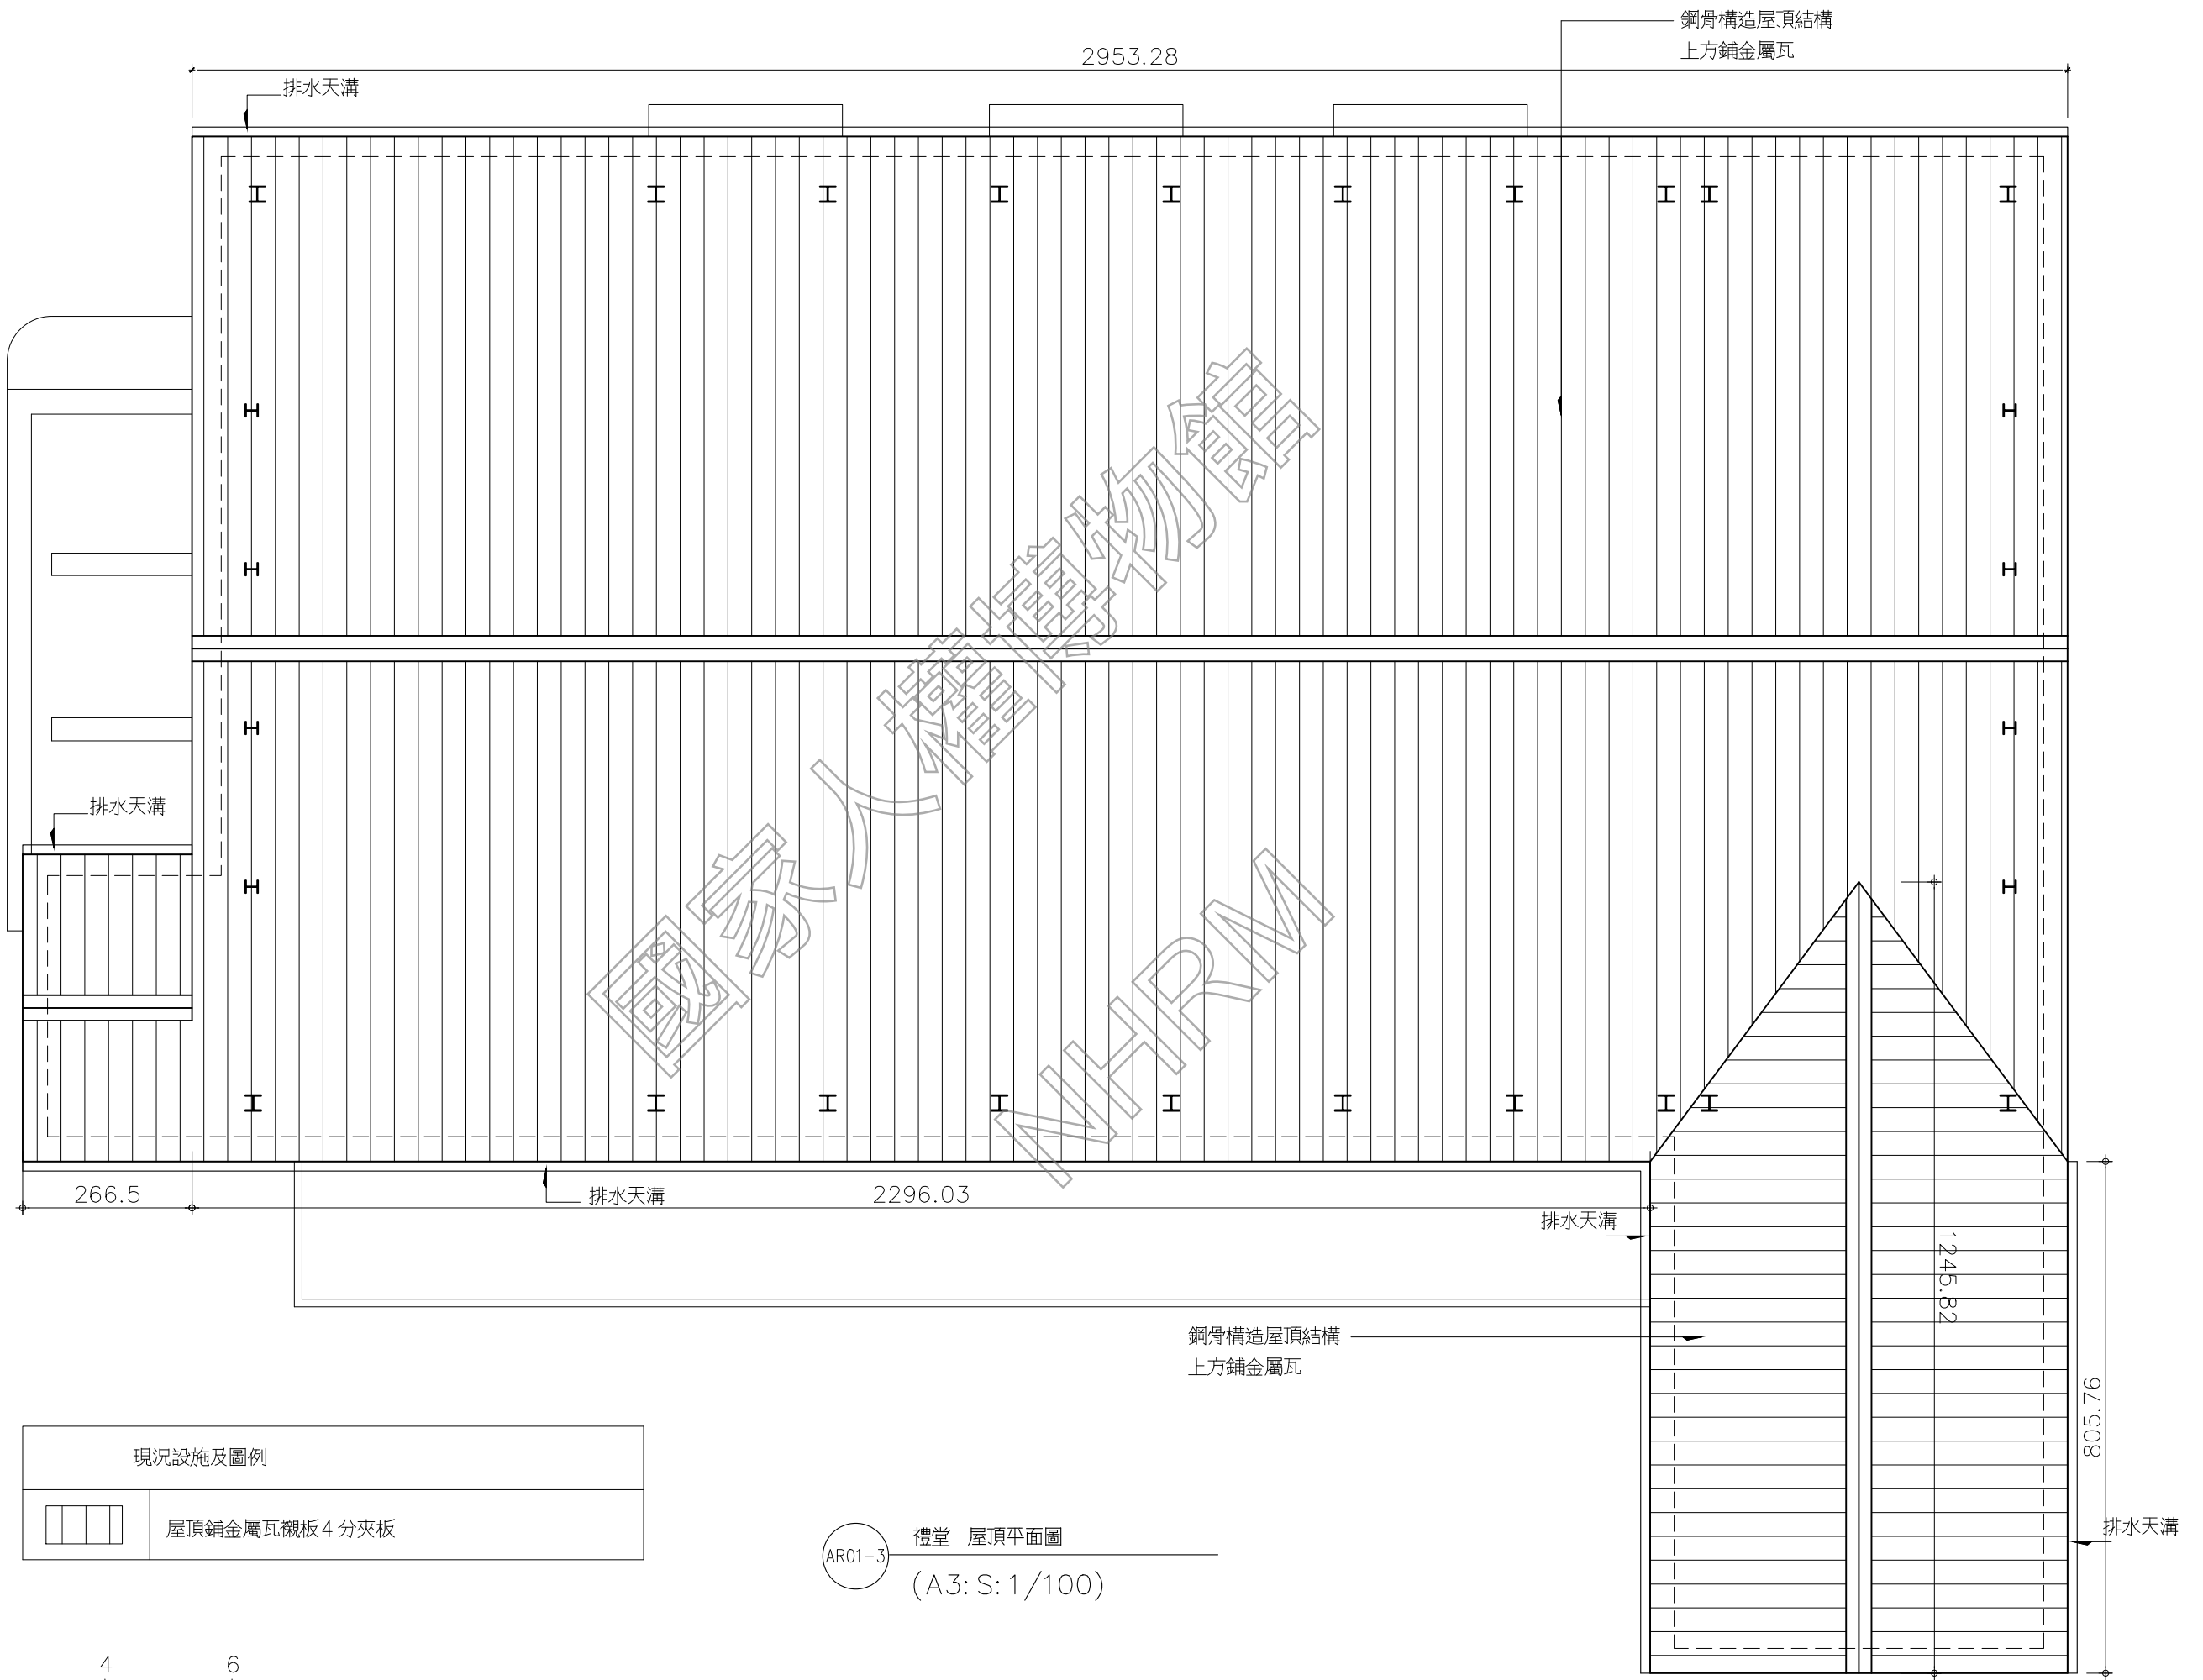 鋼骨構造屋頂結構
上方鋪金屬瓦
2953.28
排水天溝
國家人權博物館
NHRM
排水天溝
266.5
2296.03
排水天溝
排水天溝
1245.82
鋼骨構造屋頂結構
上方鋪金屬瓦
805.76
現況設施及圖例
屋頂鋪金屬瓦襯板4分夾板
排水天溝
AR01-3
禮堂 屋頂平面圖
(A3: S: 1/100)
4 6